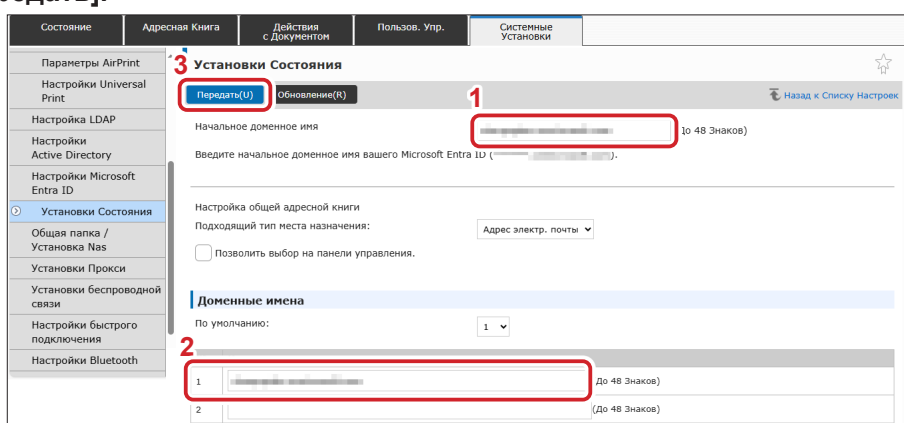 едать].
Состояние
Адресная Книга
Действия
с Документом
Пользов. Упр.
Системные
Установки
Параметры AirPrint
Настройки Universal
Print
Настройка LDAP
Настройки
Active Directory
Настройки Microsoft
Entra ID
Установки Состояния
Общая папка /
Установка Nas
Установки Прокси
Установки беспроводной
связи
Настройки быстрого
подключения
Настройки Bluetooth
3
Установки Состояния
Передать(U)
Обновление(R)
1
Назад к Списку Настроек
Начальное доменное имя
До 48 Знаков)
Введите начальное доменное имя вашего Microsoft Entra ID (
).
Настройка общей адресной книги
Подходящий тип места назначения:
Адрес электр. почты
Позволить выбор на панели управления.
Доменные имена
По умолчанию:
1
2
1
До 48 Знаков)
2
(До 48 Знаков)